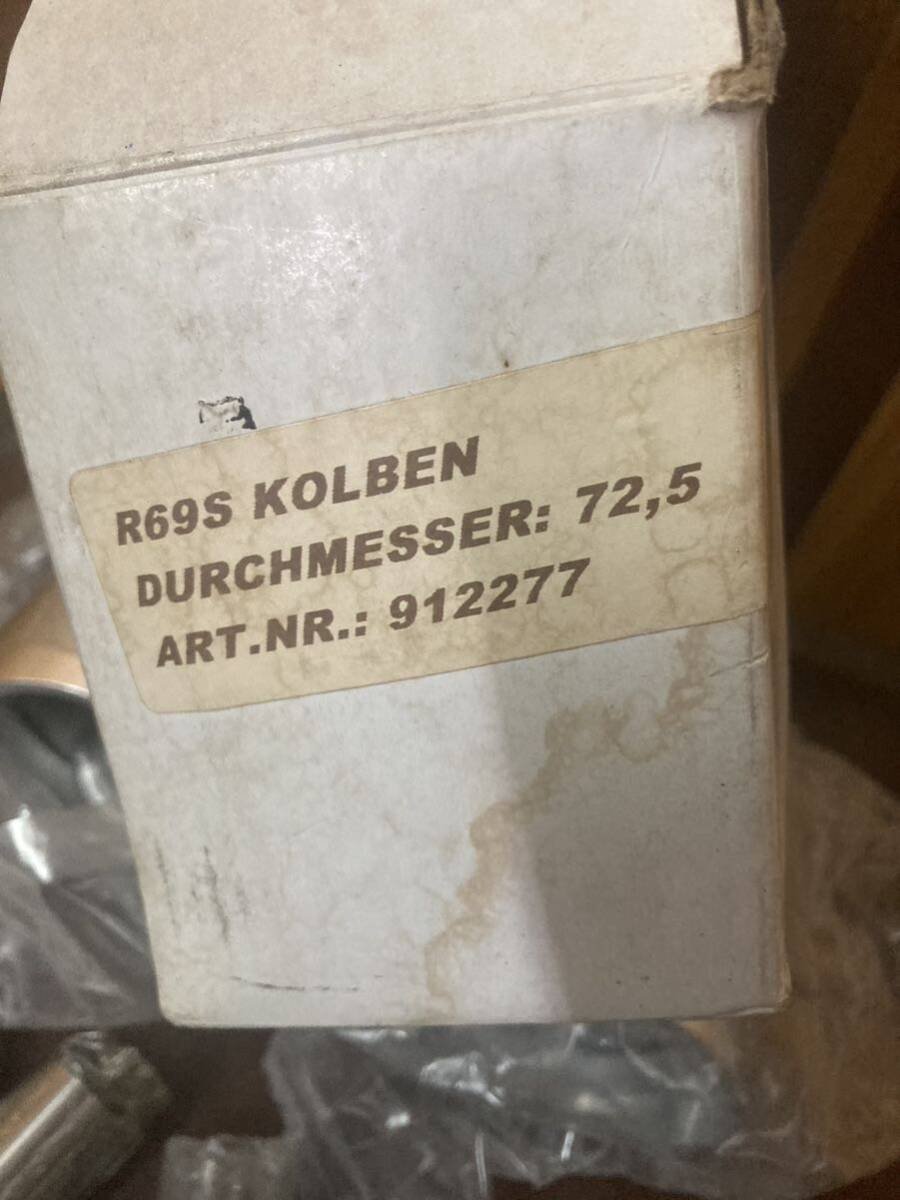 R69S KOLBEN
DURCHMESSER: 72,5
ART.NR.: 912277